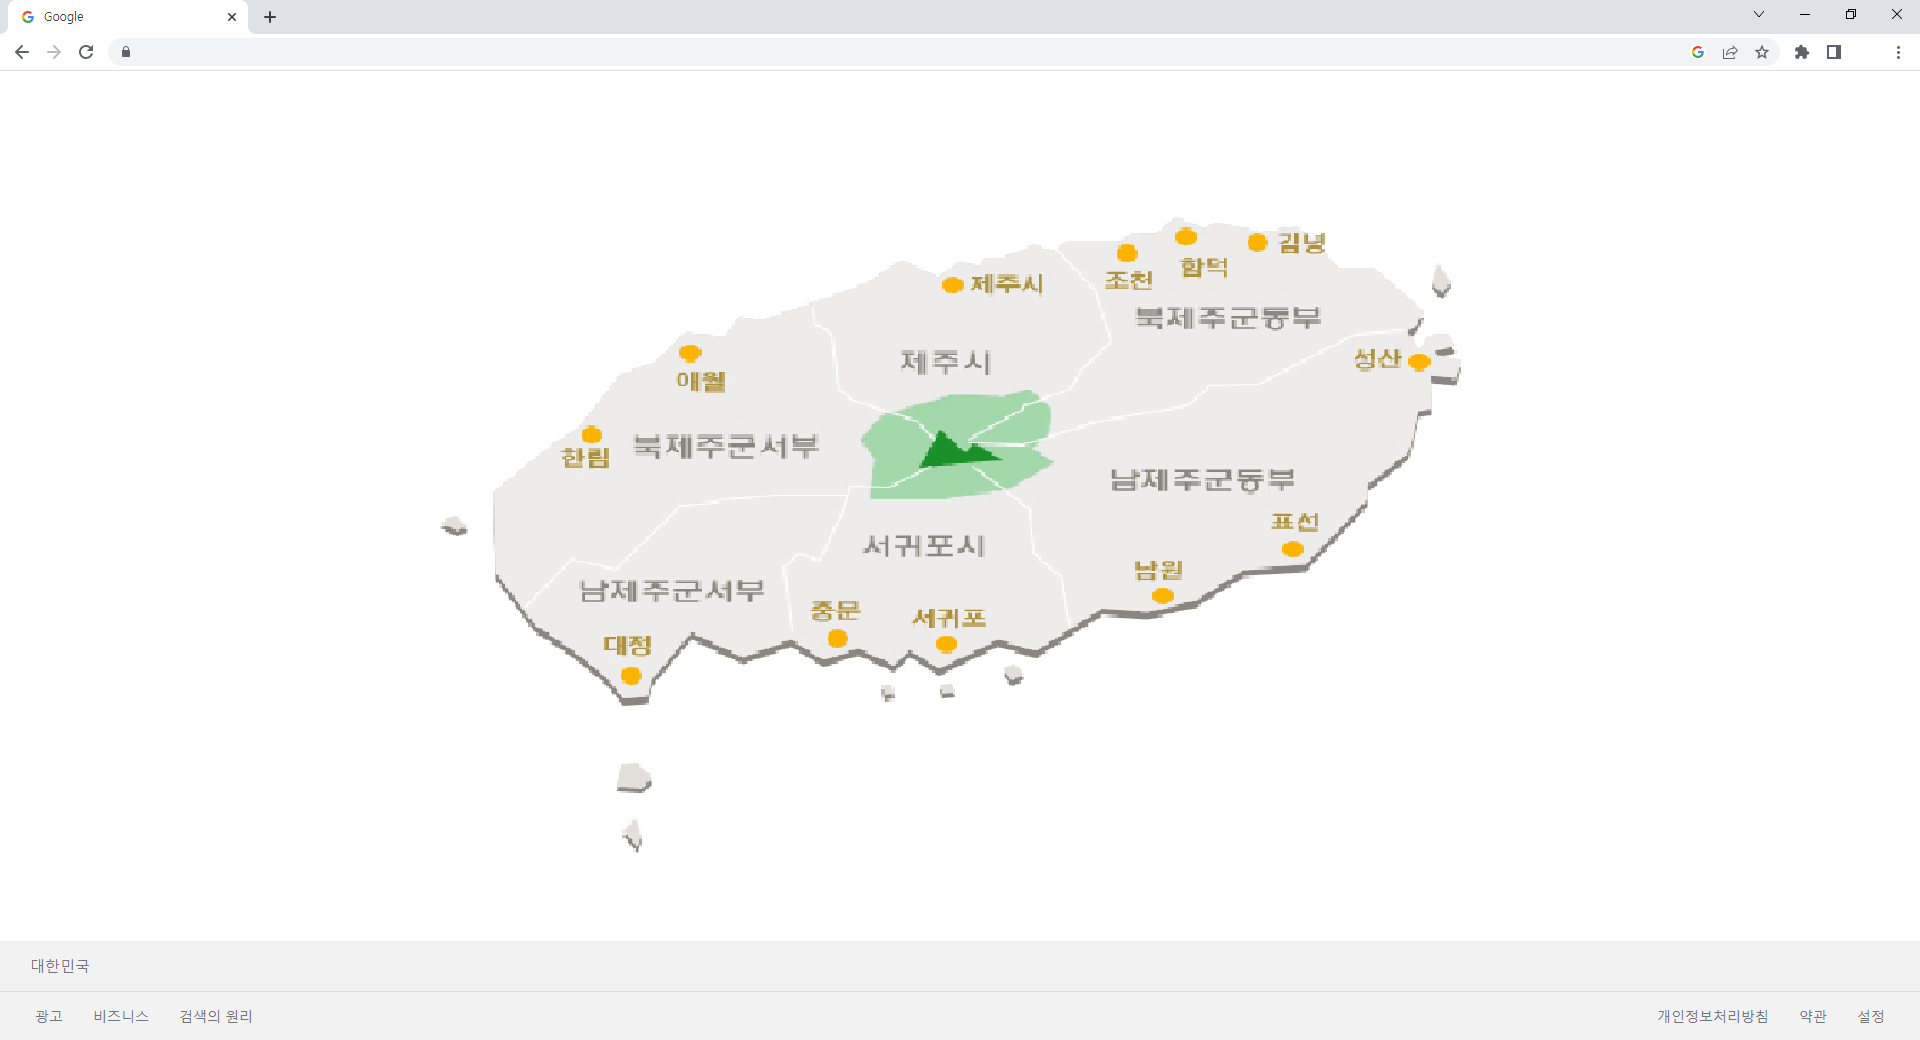 Google
김녕
함덕
조천
제주시
북제주군동부
성산
제주시
애월
북제주군서부
한림
남제주군동부
표선
서귀포시
남원
남제주군서부
중문
서귀포
대정
대한민국
광고 비즈니스 검색의 원리 개인정보처리방침 약관 설정